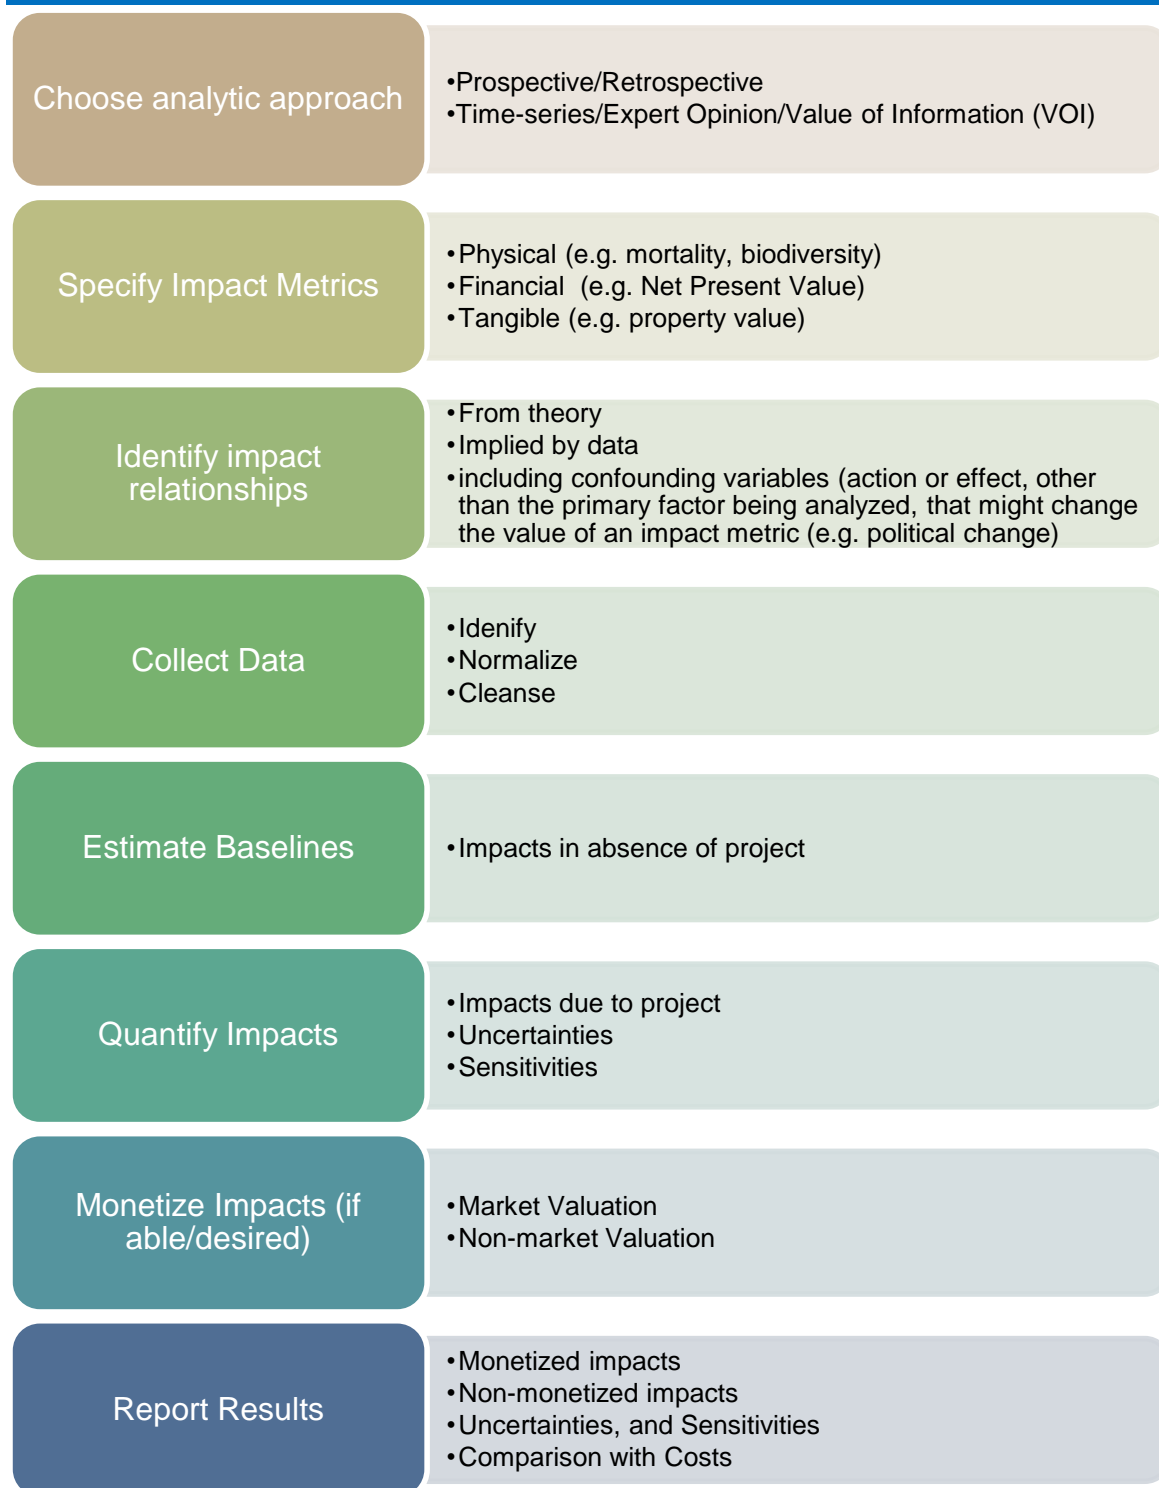 Choose analytic approach
•Prospective/Retrospective
•Time-series/Expert Opinion/Value of Information (VOI)
Specify Impact Metrics
•Physical (e.g. mortality, biodiversity)
•Financial  (e.g. Net Present Value)
•Tangible (e.g. property value)
Identify impact
relationships
•From theory
•Implied by data
•including confounding variables (action or effect, other
than the primary factor being analyzed, that might change
the value of an impact metric (e.g. political change)
Collect Data
•Idenify
•Normalize
•Cleanse
Estimate Baselines
•Impacts in absence of project
Quantify Impacts
•Impacts due to project
•Uncertainties
•Sensitivities
Monetize Impacts (if
able/desired)
•Market Valuation
•Non-market Valuation
Report Results
•Monetized impacts
•Non-monetized impacts
•Uncertainties, and Sensitivities
•Comparison with Costs